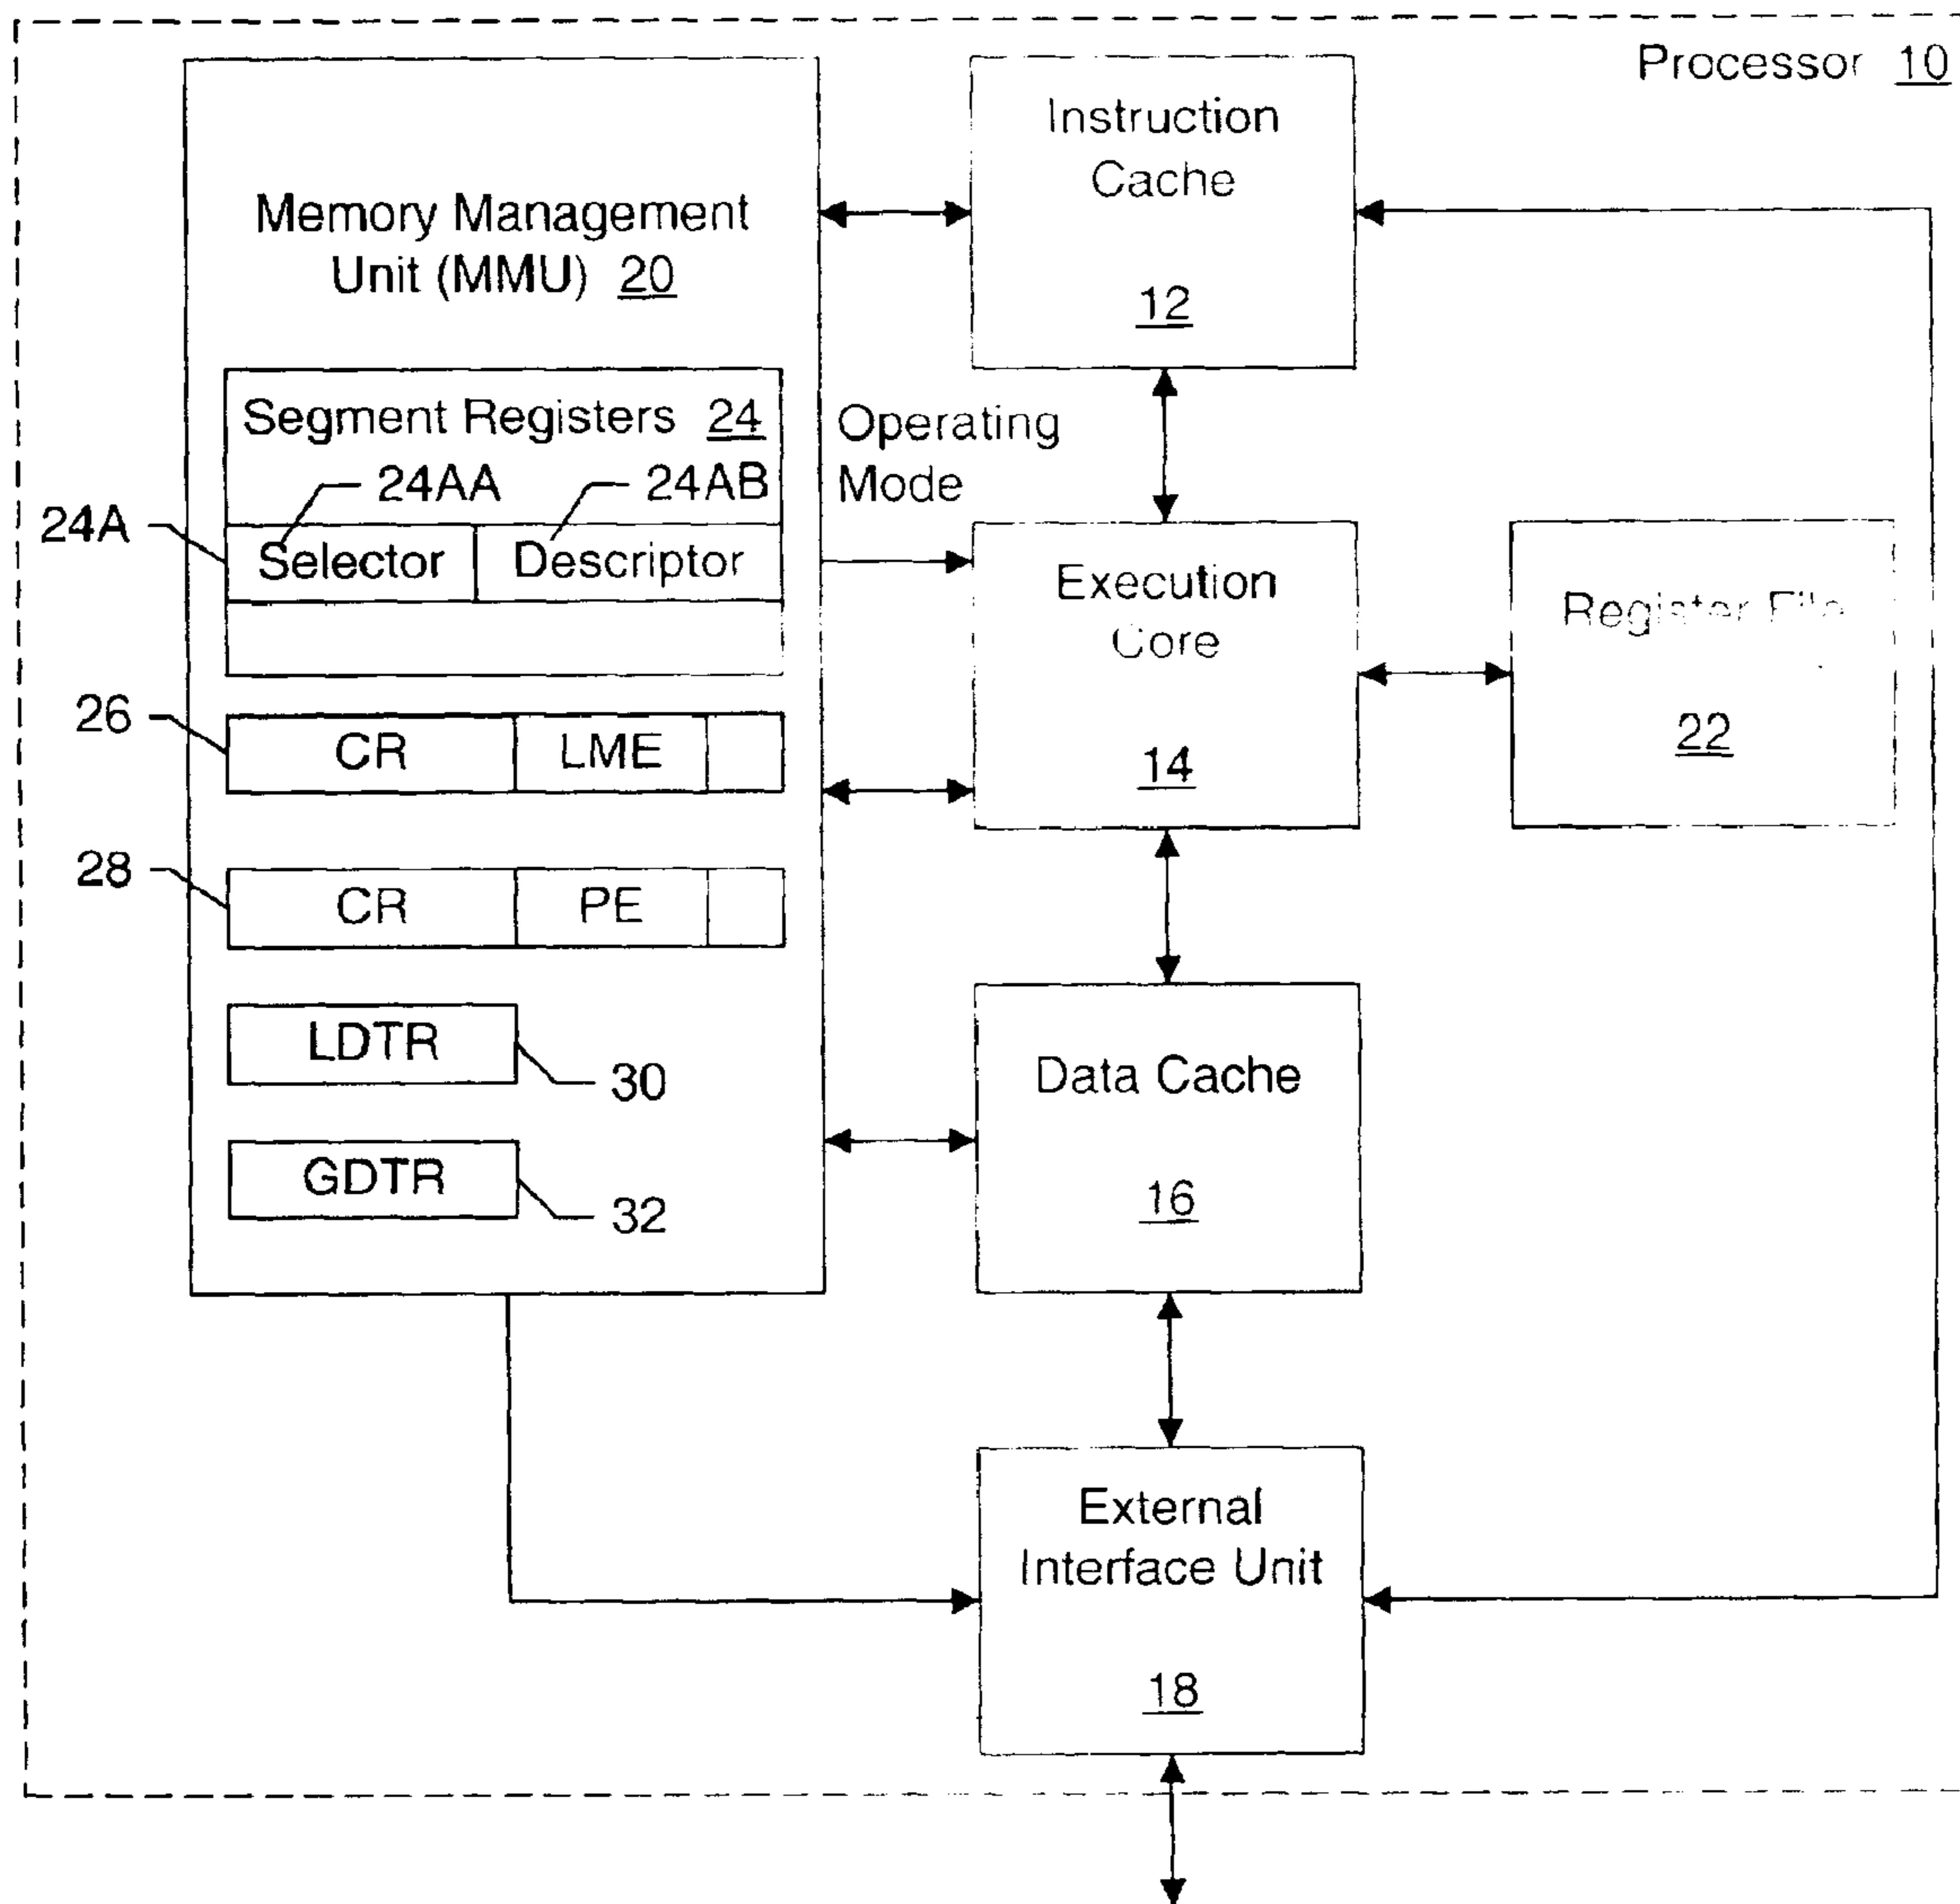 Processor 10
Memory Management
Unit (MMU) 20
Segment Registers 24
24AA
24AB
24A
Selector
Descriptor
26
CR
LME
28
CR
PE
LDTR
30
GDTR
32
Operating
Mode
Instruction
Cache
12
Execution
Core
14
Register File
22
Data Cache
16
External
Interface Unit
18